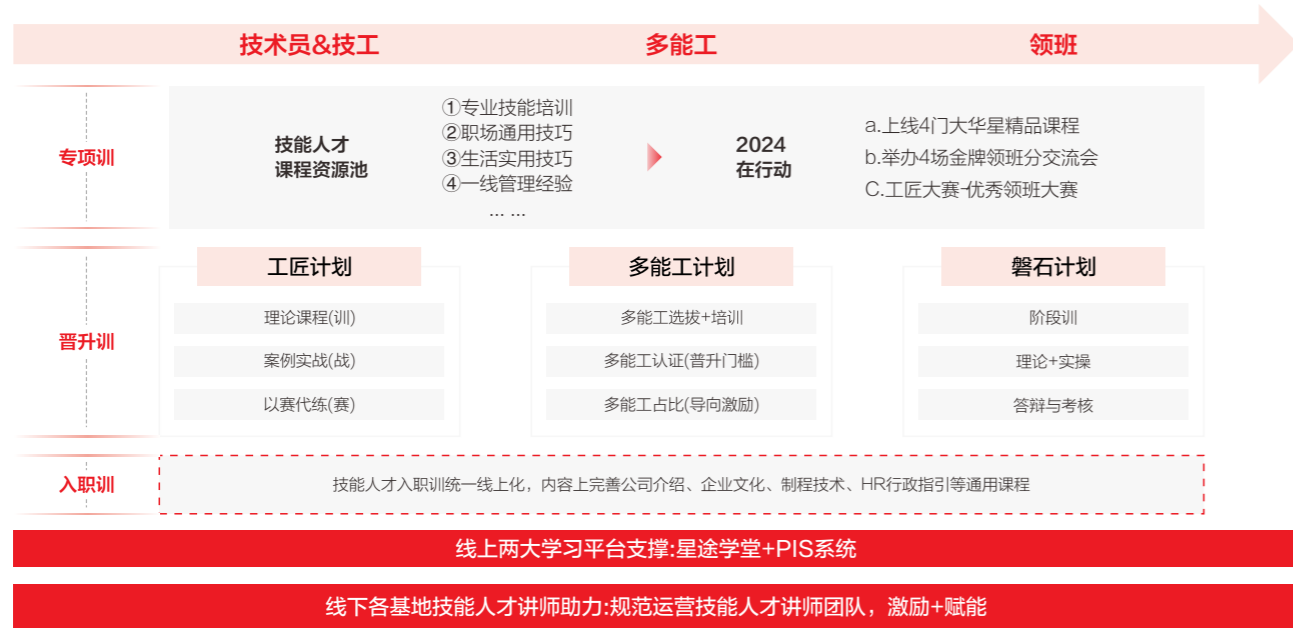 技术员&技工
多能工
领班
专项训
技能人才
课程资源池
①专业技能培训
②职场通用技巧
③生活实用技巧
④一线管理经验
... ...
2024
在行动
a.上线4门大华星精品课程
b.举办4场金牌领班分交流会
C.工匠大赛-优秀领班大赛
晋升训
工匠计划
理论课程(训)
案例实战(战)
以赛代练(赛)
多能工计划
多能工选拔+培训
多能工认证(普升门槛)
多能工占比(导向激励)
磐石计划
阶段训
理论+实操
答辩与考核
入职训
技能人才入职训统一线上化，内容上完善公司介绍、企业文化、制程技术、HR行政指引等通用课程
线上两大学习平台支撑:星途学堂+PIS系统
线下各基地技能人才讲师助力:规范运营技能人才讲师团队，激励+赋能